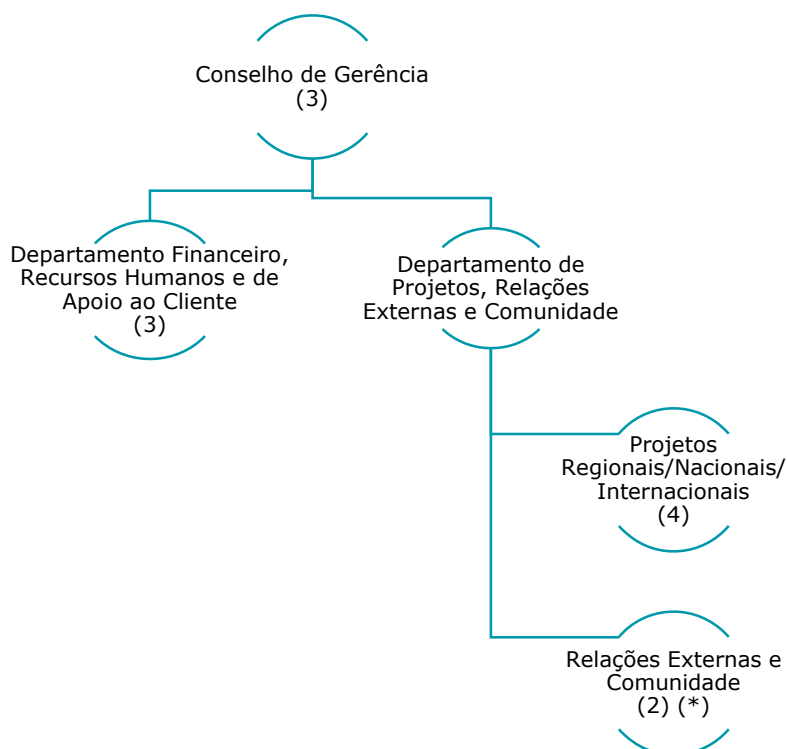 Conselho de Gerência
(3)
Departamento Financeiro,
Recursos Humanos e de
Apoio ao Cliente
(3)
Departamento de
Projetos, Relações
Externas e Comunidade
Projetos
Regionais/Nacionais/
Internacionais
(4)
Relações Externas e
Comunidade
(2) (*)